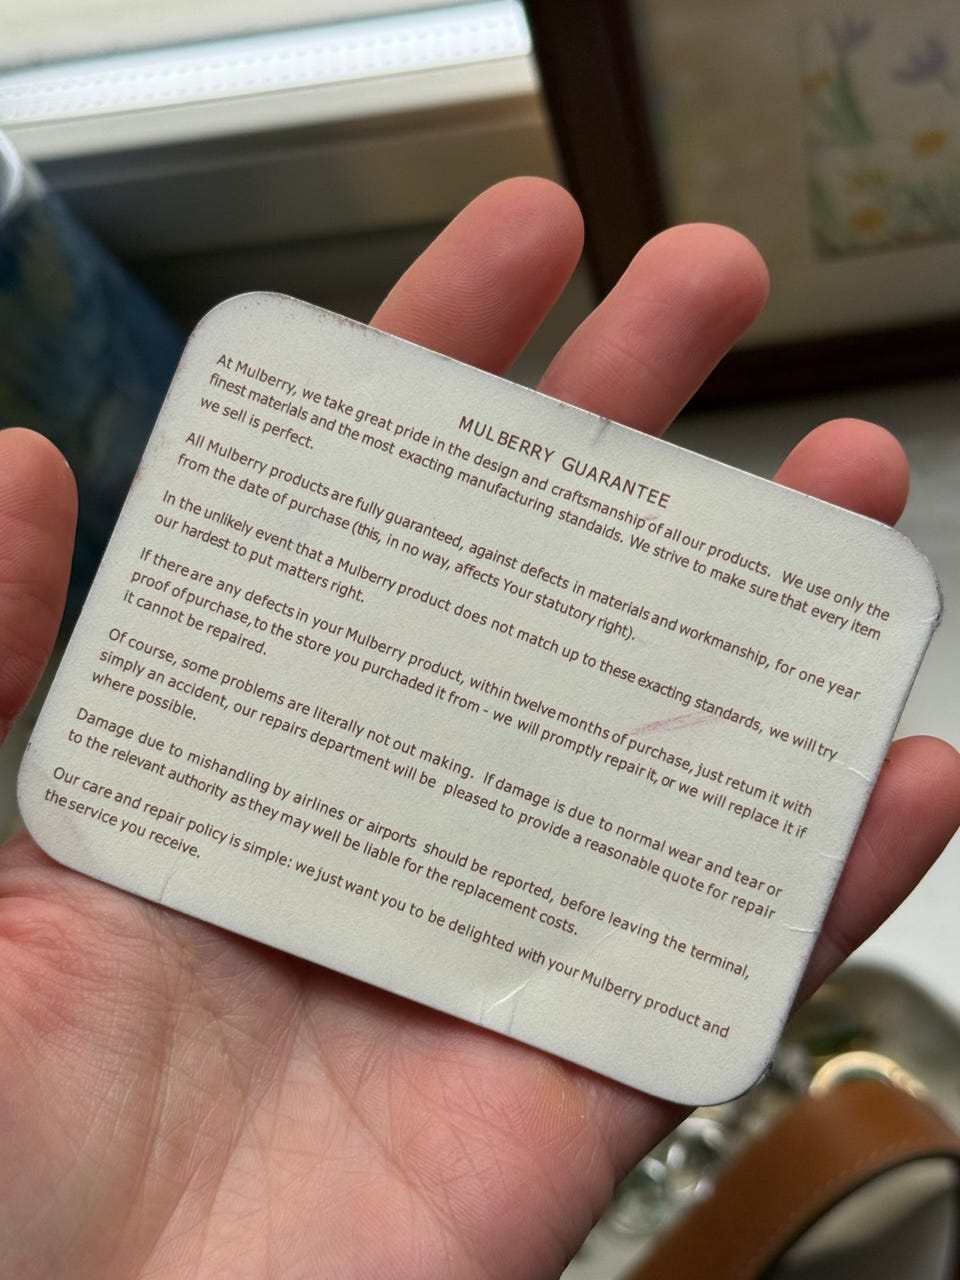 MULBERRY GUARANTEE
At Mulberry, we take great pride in the design and craftsmanship of all our products. We use only the
finest materials and the most exacting manufacturing standaids. We strive to make sure that every item
we sell is perfect.
All Mulberry products are fully guaranteed, against defects in materials and workmanship, for one year
from the date of purchase (this, in no way, affects Your statutory right).
In the unlikely event that a Mulberry product does not match up to these exacting standards, we will try
our hardest to put matters right.
If there are any defects in your Mulberry product, within twelve months of purchase, just return it with
proof of purchase, to the store you purchased it from - we will promptly repair it, or we will replace it if
it cannot be repaired.
Of course, some problems are literally not out making. If damage is due to normal wear and tear or
simply an accident, our repairs department will be pleased to provide a reasonable quote for repair
where possible.
Damage due to mishandling by airlines or airports should be reported, before leaving the terminal,
to the relevant authority as they may well be liable for the replacement costs.
Our care and repair policy is simple: we just want you to be delighted with your Mulberry product and
the service you receive.